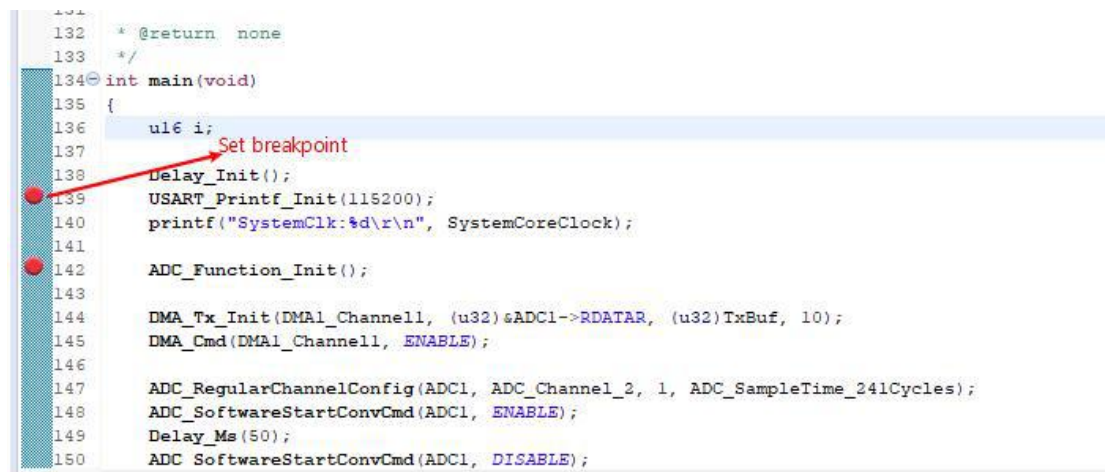 131
132 * @return none
133 */
134 int main(void)
135 {
136 u16 i;
137 Set breakpoint
138 Delay_Init();
139 USART_Printf_Init(115200);
140 printf("SystemClk:%d\r\n", SystemCoreClock);
141
142 ADC_Function_Init();
143
144 DMA_Tx_Init(DMA1_Channel1, (u32)&ADC1->RDATAR, (u32)TxBuf, 10);
145 DMA_Cmd(DMA1_Channel1, ENABLE);
146
147 ADC_RegularChannelConfig(ADC1, ADC_Channel_2, 1, ADC_SampleTime_241Cycles);
148 ADC_SoftwareStartConvCmd(ADC1, ENABLE);
149 Delay_Ms(50);
150 ADC_SoftwareStartConvCmd(ADC1, DISABLE);